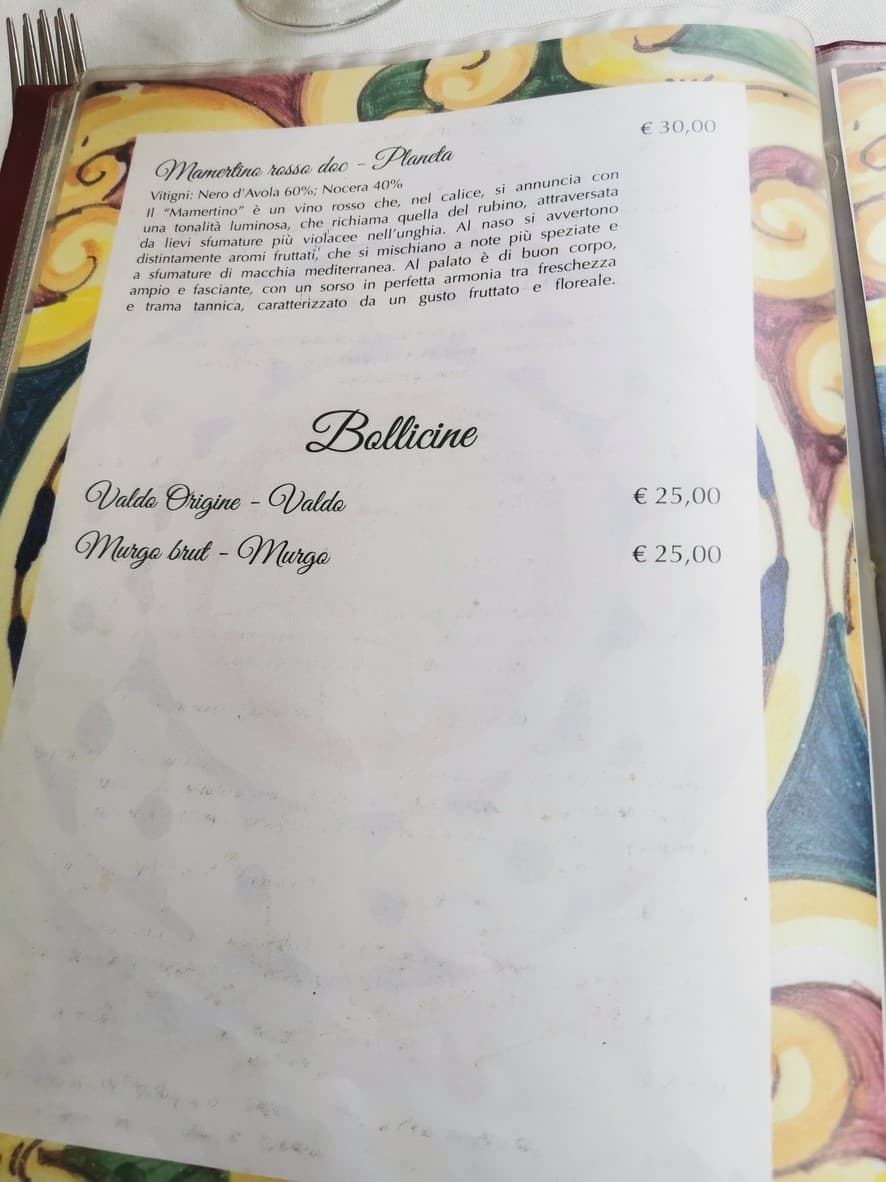 € 30,00
Mamertino rosso doc - Planeta
Vitigni: Nero d'Avola 60%; Nocera 40%
Il "Mamertino" è un vino rosso che, nel calice, si annuncia con
una tonalità luminosa, che richiama quella del rubino, attraversata
da lievi sfumature più violacee nell'unghia. Al naso si avvertono
distintamente aromi fruttati, che si mischiano a note più speziate e
a sfumature di macchia mediterranea. Al palato è di buon corpo,
ampio e fasciante, con un sorso in perfetta armonia tra freschezza
e trama tannica, caratterizzato da un gusto fruttato e floreale.
Bollicine
Valdo Origine - Valdo € 25,00
Murgo brut - Murgo € 25,00